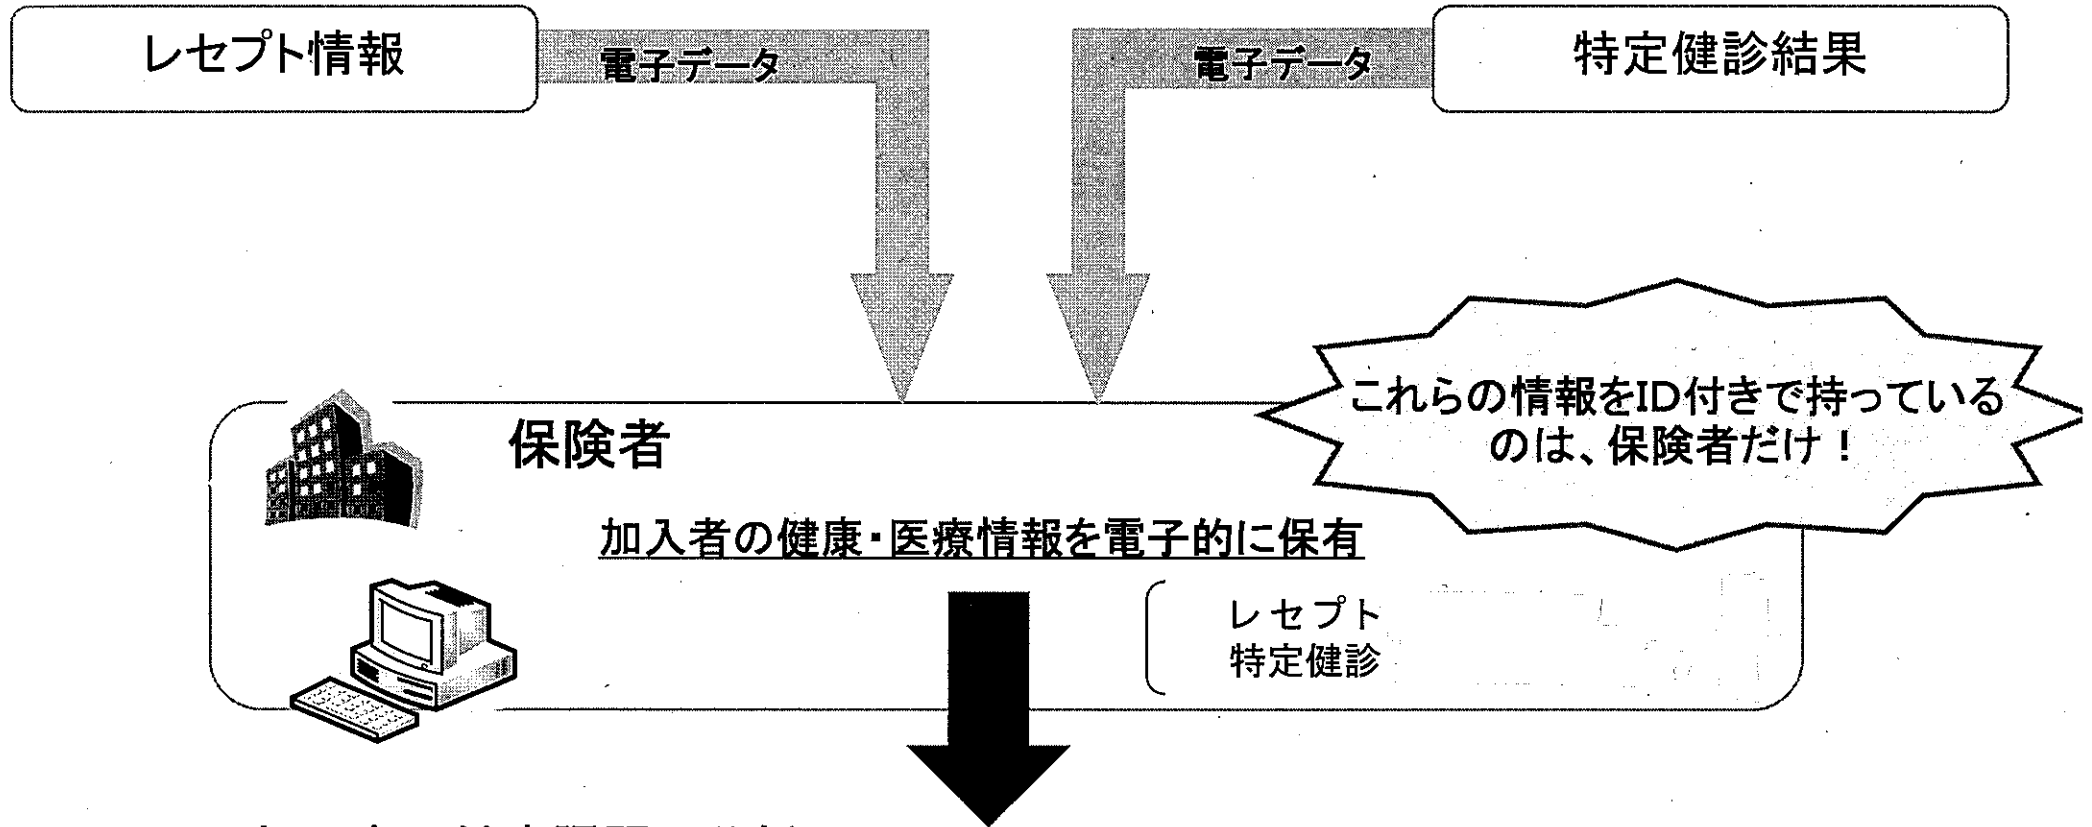 レセプト情報
電子データ
電子データ
特定健診結果
これらの情報をID付きで持っている
のは、保険者だけ！
保険者
加入者の健康・医療情報を電子的に保有
レセプト
特定健診